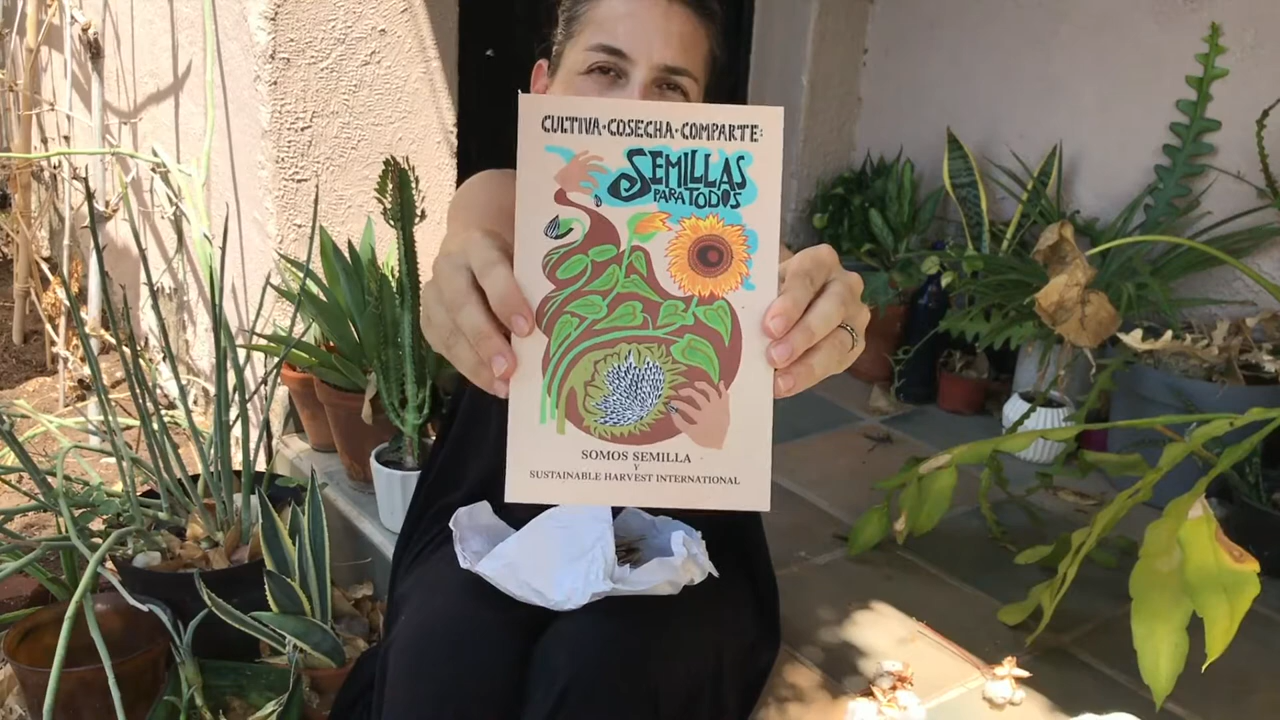 CULTIVA·COSECHA·COMPARTE:
SEMILLAS
PARA TODOS
SOMOS SEMILLA
Y
SUSTAINABLE HARVEST INTERNATIONAL